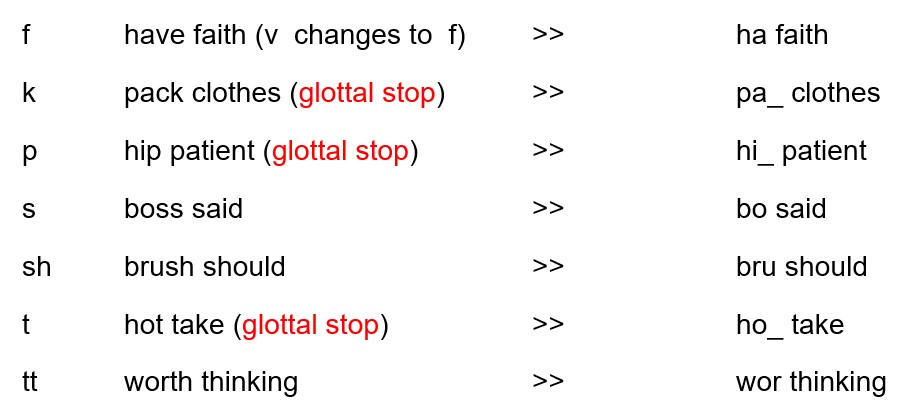 f have faith (v changes to f) >> ha faith
k pack clothes (glottal stop) >> pa_ clothes
p hip patient (glottal stop) >> hi_ patient
s boss said >> bo said
sh brush should >> bru should
t hot take (glottal stop) >> ho_ take
tt worth thinking >> wor thinking